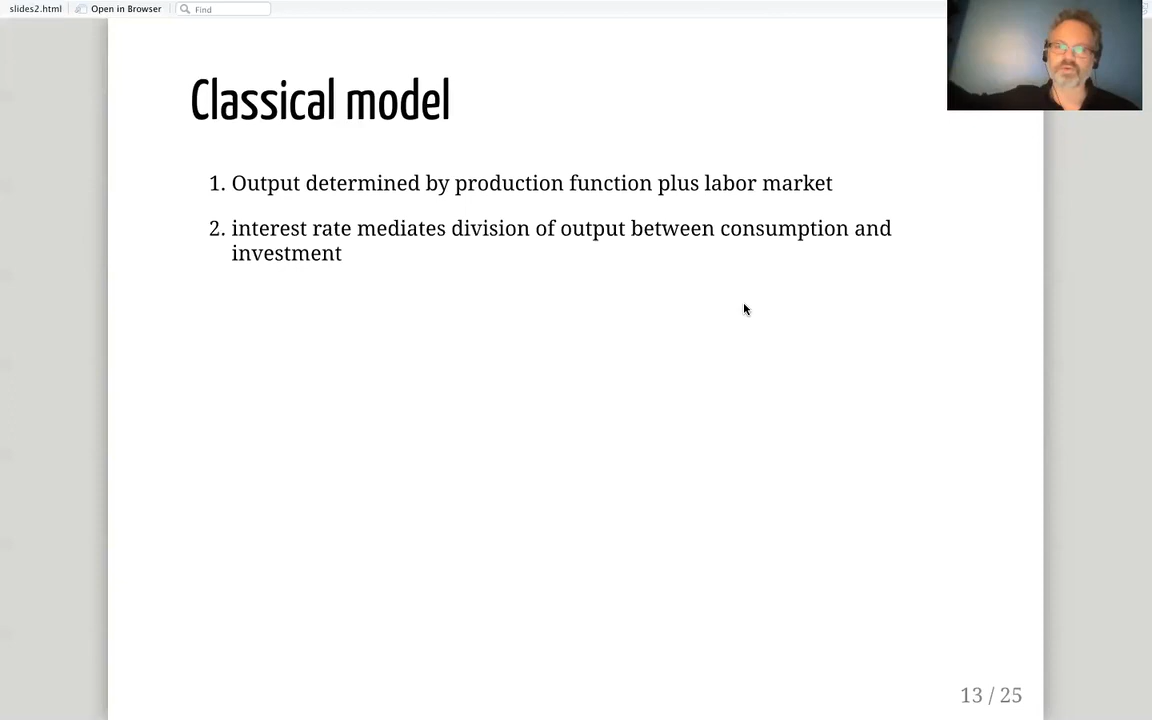 slides2.html
Open in Browser
Find
Classical model
1. Output determined by production function plus labor market
2. interest rate mediates division of output between consumption and
investment
13 / 25